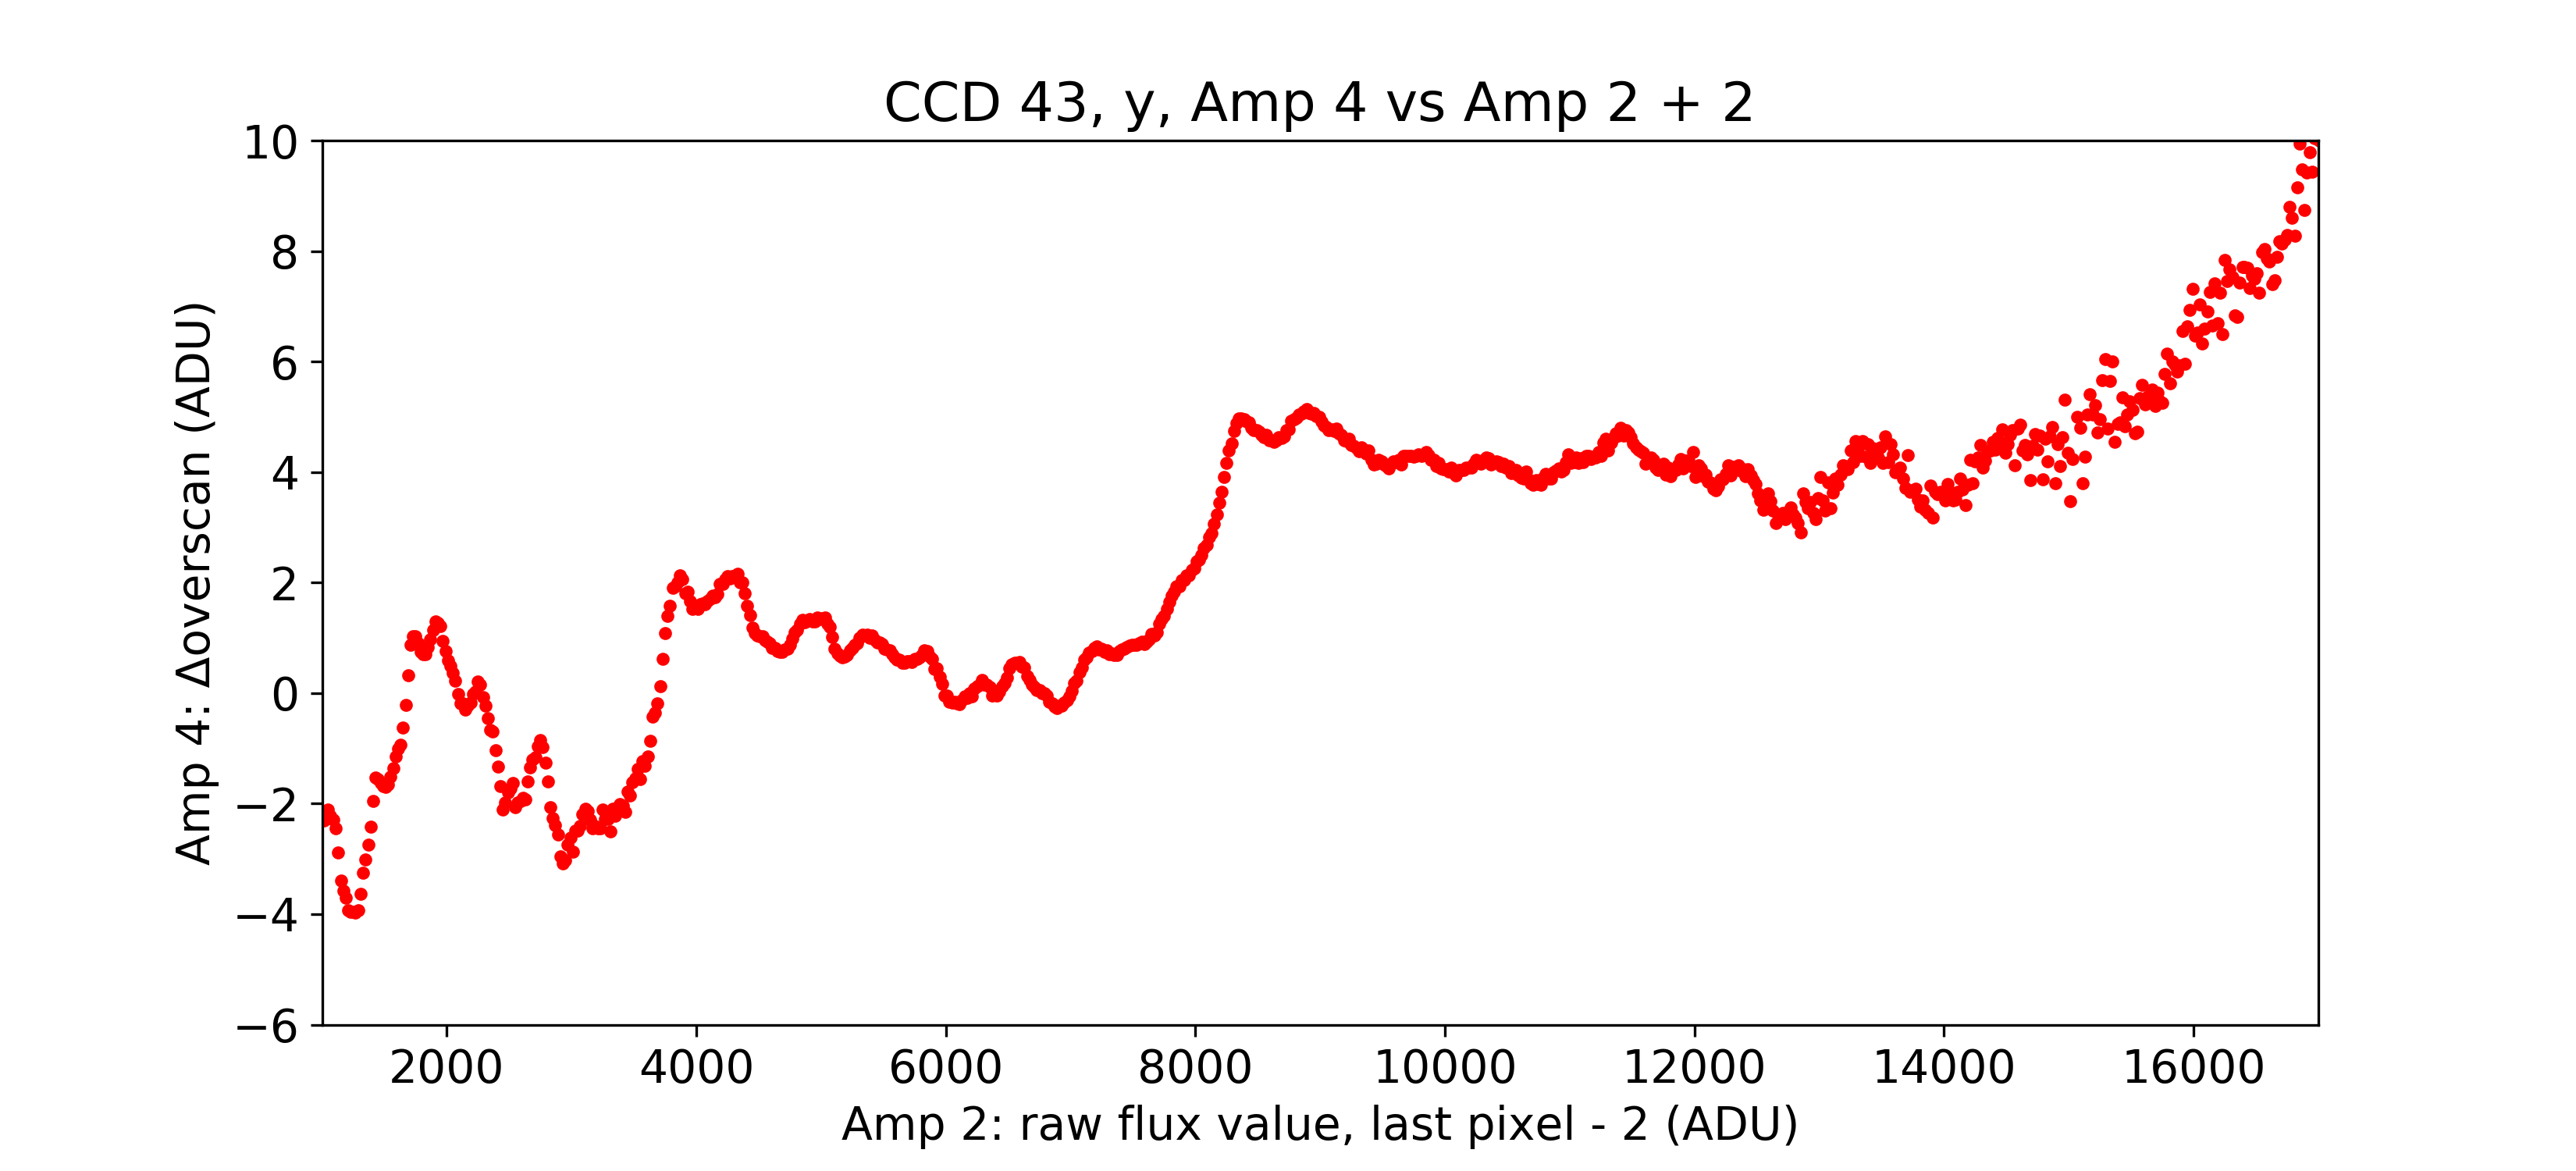 CCD 43, y, Amp 4 vs Amp 2 + 2
10
8
6
4
2
0
−2
−4
−6
Amp 4: Δoverscan (ADU)
2000 4000 6000 8000 10000 12000 14000 16000
Amp 2: raw flux value, last pixel - 2 (ADU)